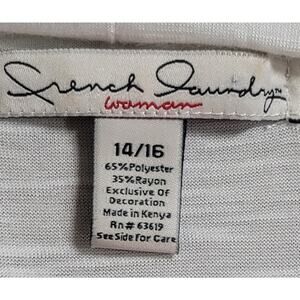 French Laundry™
woman
14/16
65% Polyester
35% Rayon
Exclusive Of
Decoration
Made in Kenya
Rn# 63619
See Side For Care